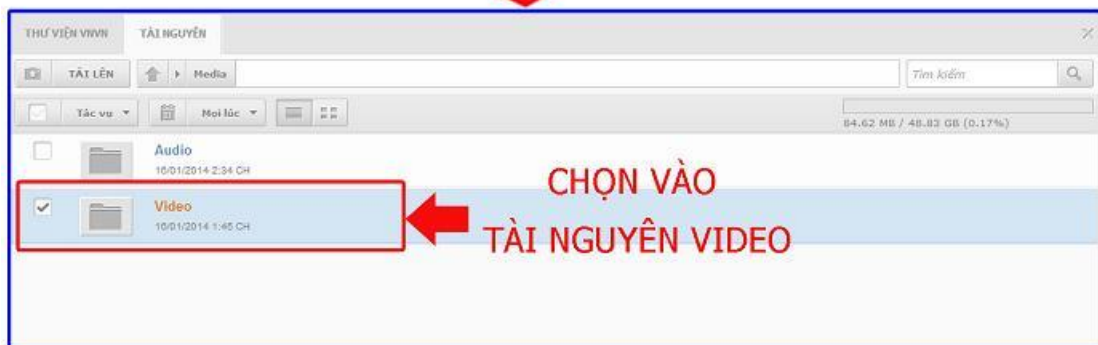 THƯ VIỆN VNVN TÀI NGUYÊN
TẢI LÊN Media Tìm kiếm
Tác vụ Mọi lúc
84.62 MB / 48.83 GB (0.17%)
Audio
16/01/2014 2:34 CH
CHỌN VÀO
Video
16/01/2014 1:45 CH
TÀI NGUYÊN VIDEO